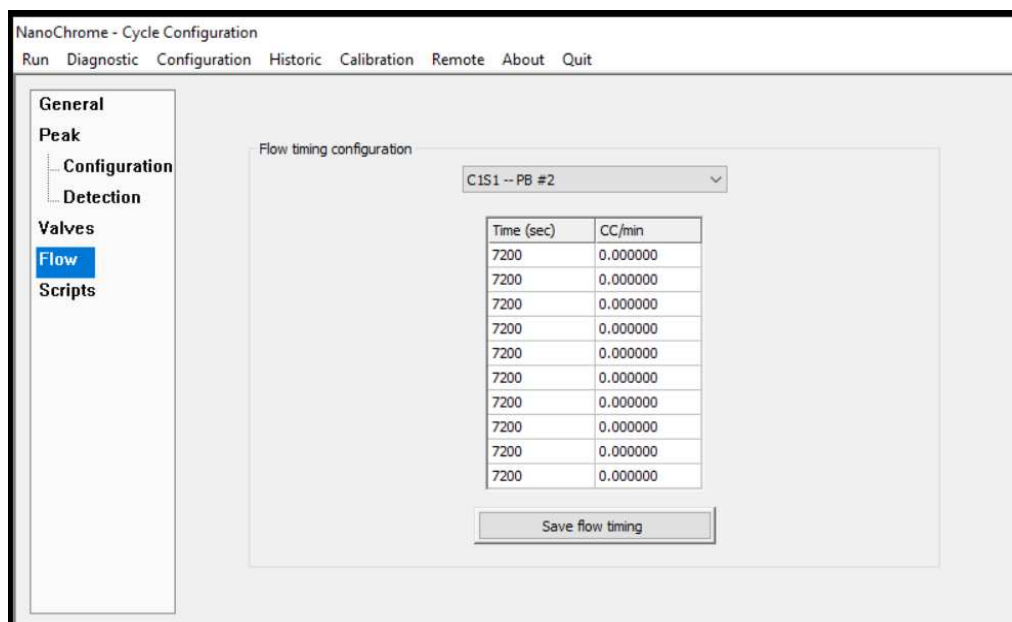 NanoChrome - Cycle Configuration
Run Diagnostic Configuration Historic Calibration Remote About Quit
General
Peak
Configuration
Detection
Valves
Flow
Scripts
Flow timing configuration
C1S1 -- PB #2
Time (sec) CC/min
7200 0.000000
7200 0.000000
7200 0.000000
7200 0.000000
7200 0.000000
7200 0.000000
7200 0.000000
7200 0.000000
7200 0.000000
7200 0.000000
Save flow timing